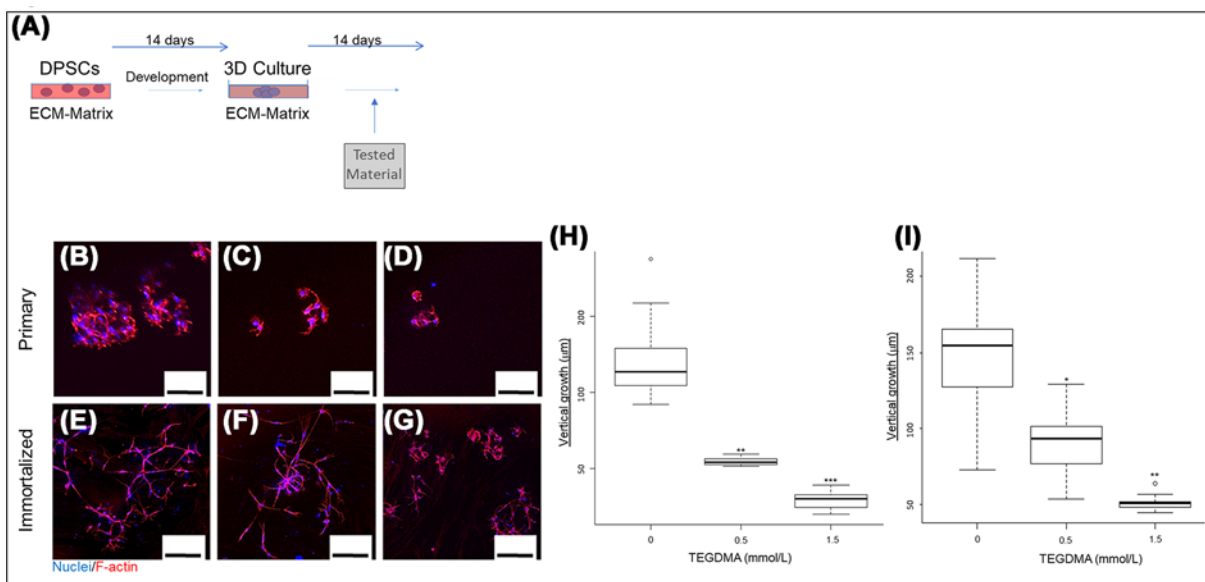 (A)
14 days
14 days
DPSCs
Development
3D Culture
ECM-Matrix
ECM-Matrix
Tested
Material
(B)
(C)
(D)
Primary
(E)
(F)
(G)
Immortalized
Nuclei/F-actin
(H)
Vertical growth (μm)
200
100
50
**
***
0
0.5
1.5
TEGDMA (mmol/L)
(I)
Vertical growth (μm)
200
150
100
50
*
**
0
0.5
1.5
TEGDMA (mmol/L)